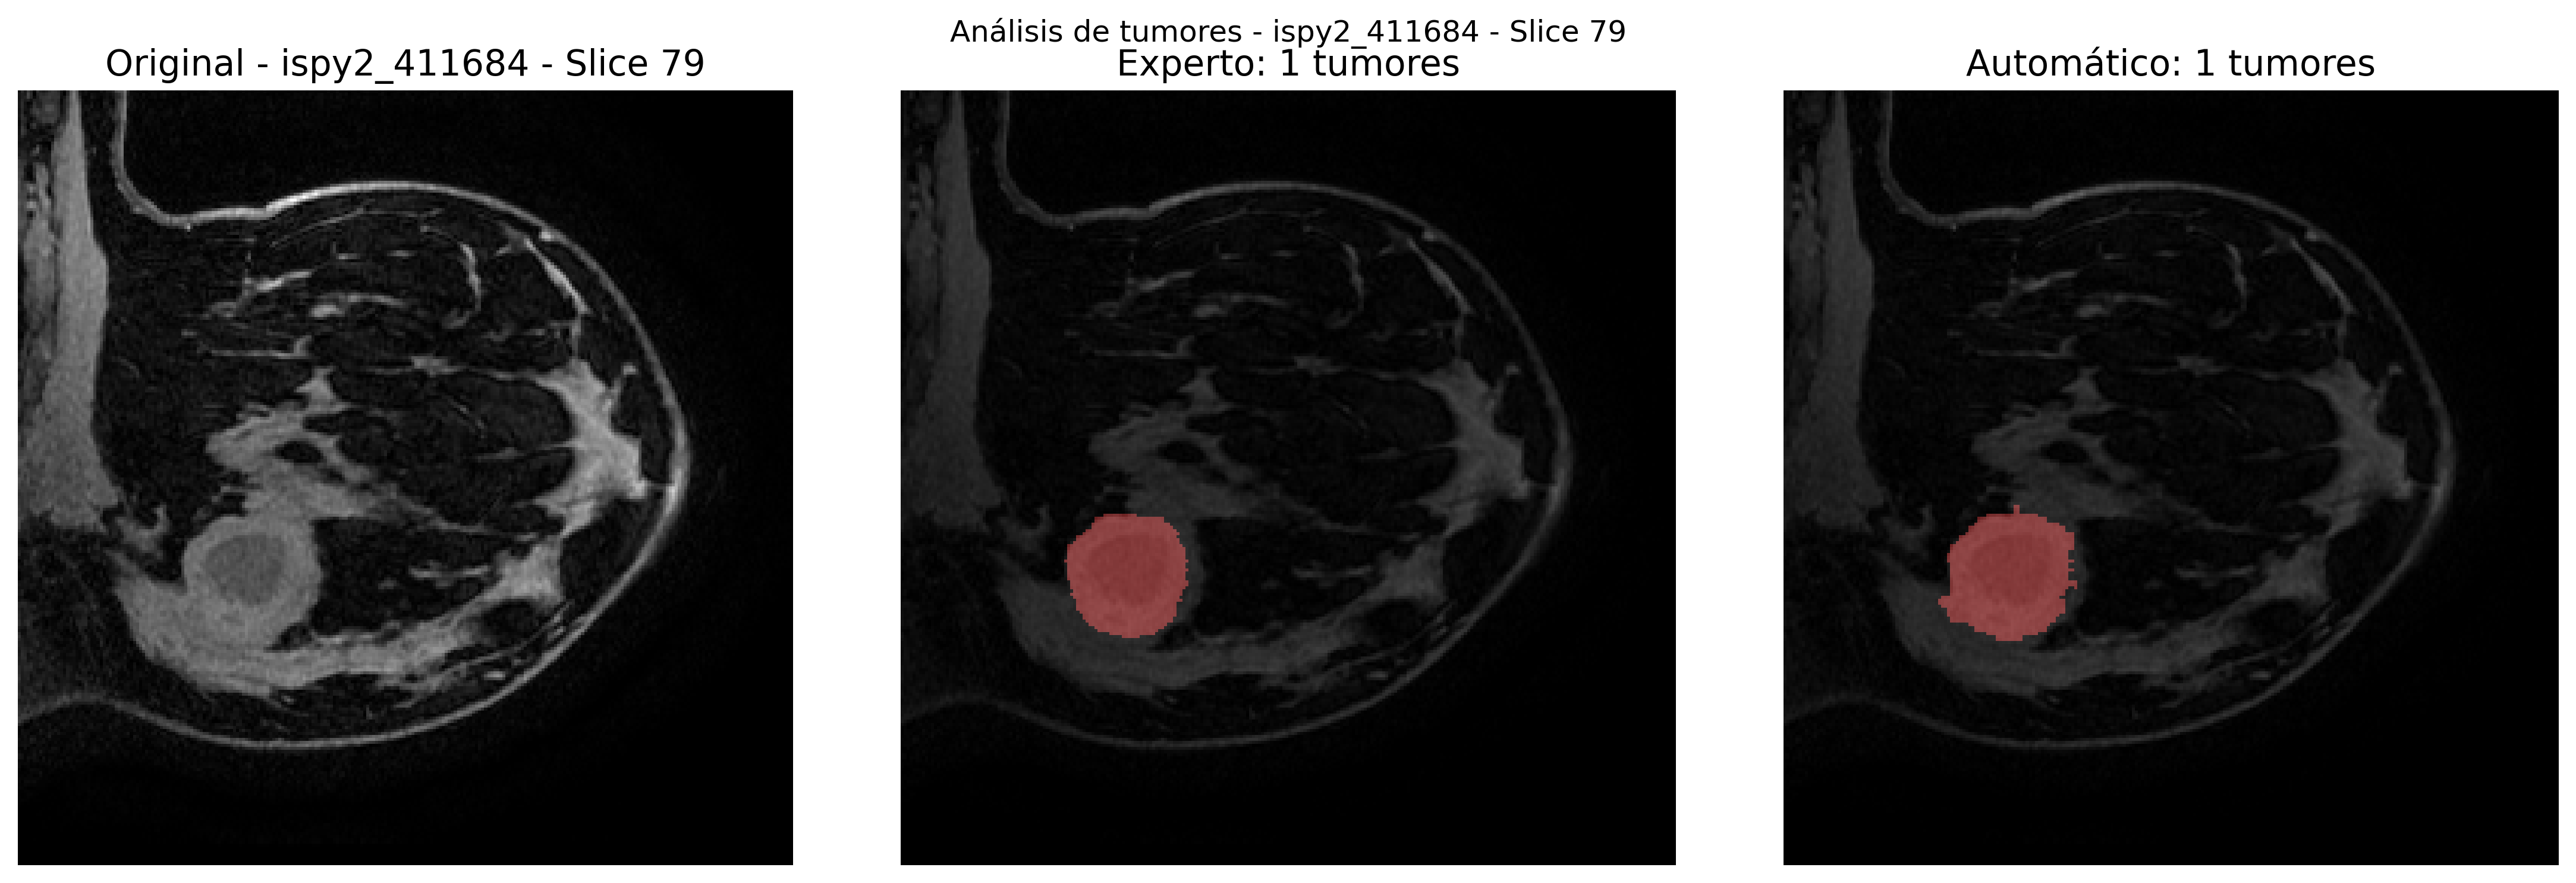 Análisis de tumores - ispy2_411684 - Slice 79
Original - ispy2_411684 - Slice 79
Experto: 1 tumores
Automático: 1 tumores